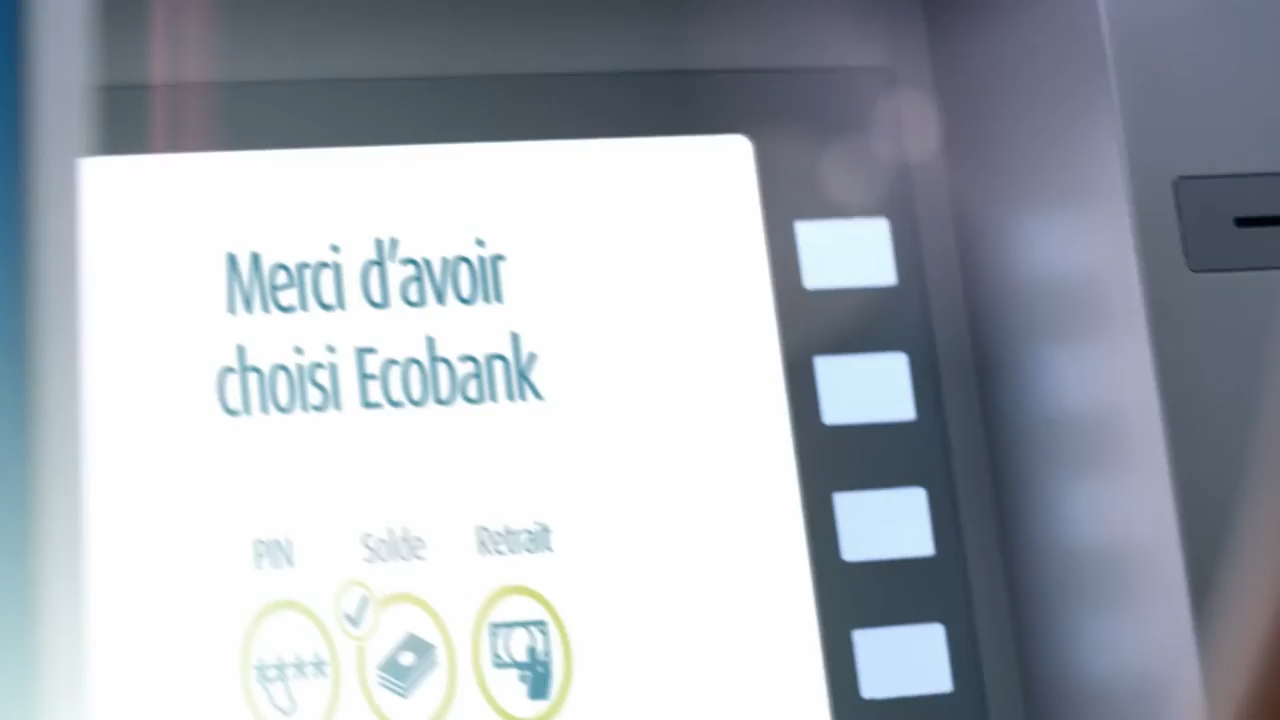 Merci d'avoir
choisi Ecobank
PIN Solde Retrait
****